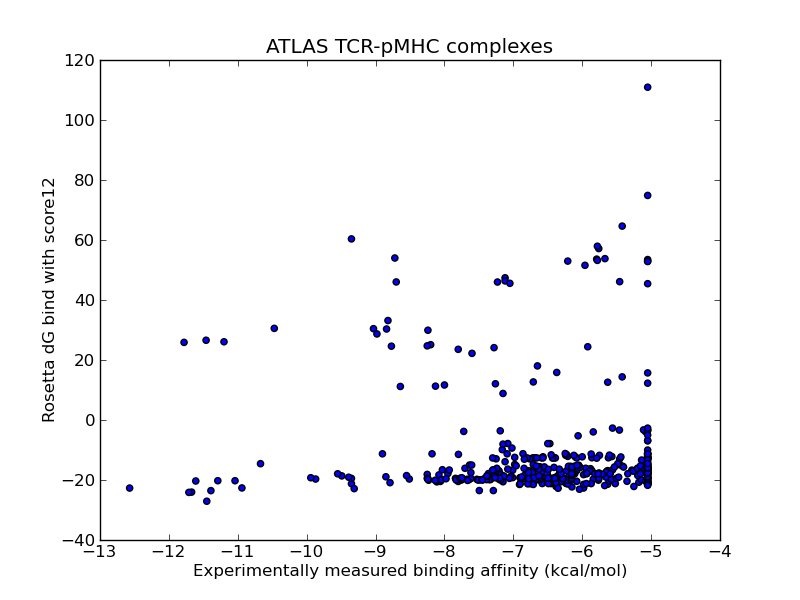 ATLAS TCR-pMHC complexes
120
100
80
60
40
20
0
−20
−40
Rosetta dG bind with score12
−13 −12 −11 −10 −9 −8 −7 −6 −5 −4
Experimentally measured binding affinity (kcal/mol)